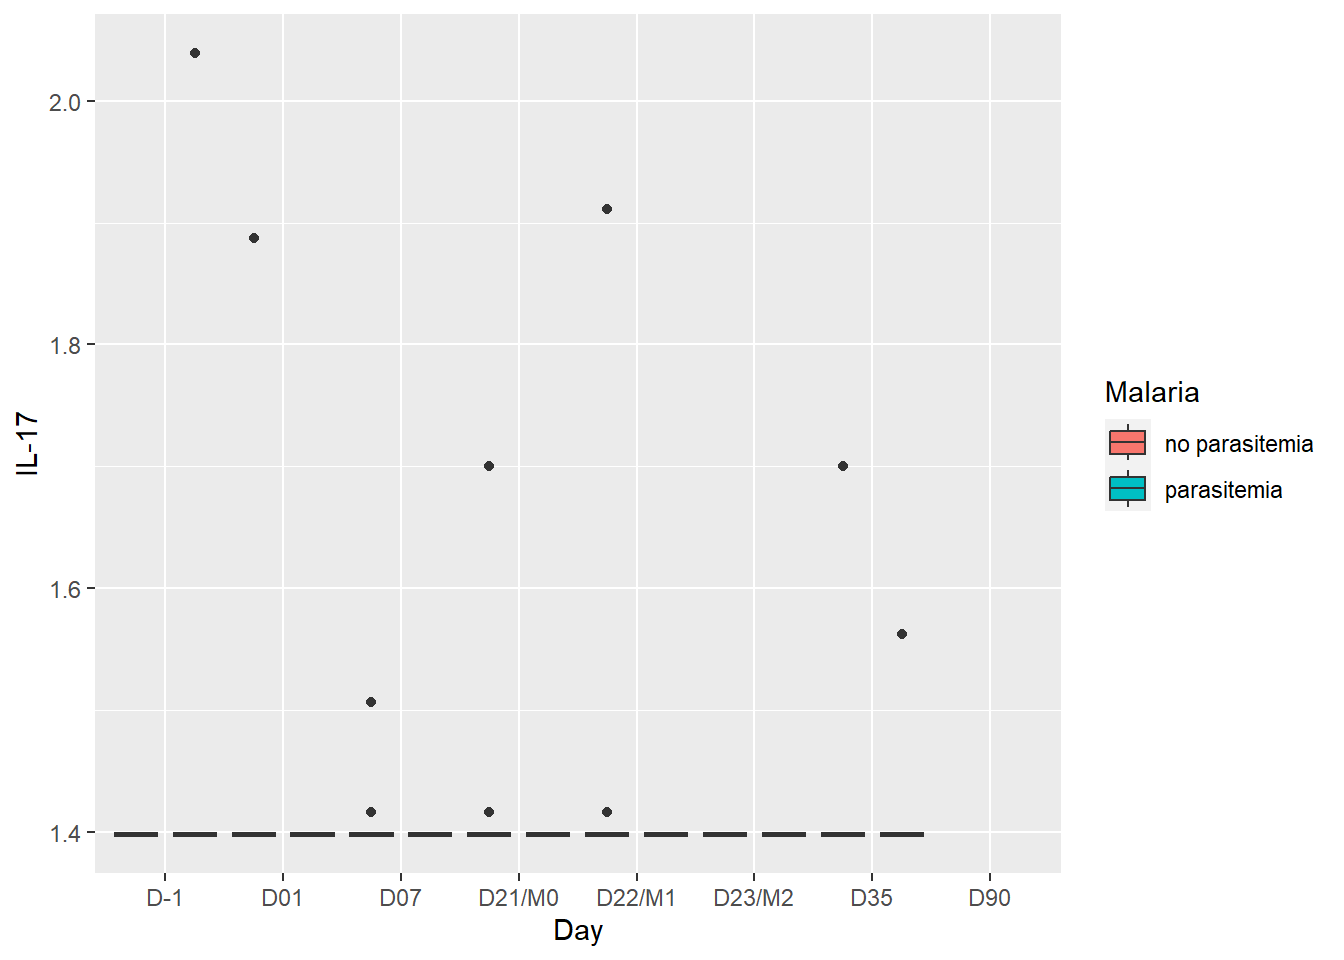 2.0
1.8
1.6
1.4
IL-17
D-1 D01 D07 D21/M0 D22/M1 D23/M2 D35 D90
Day
Malaria
no parasitemia
parasitemia